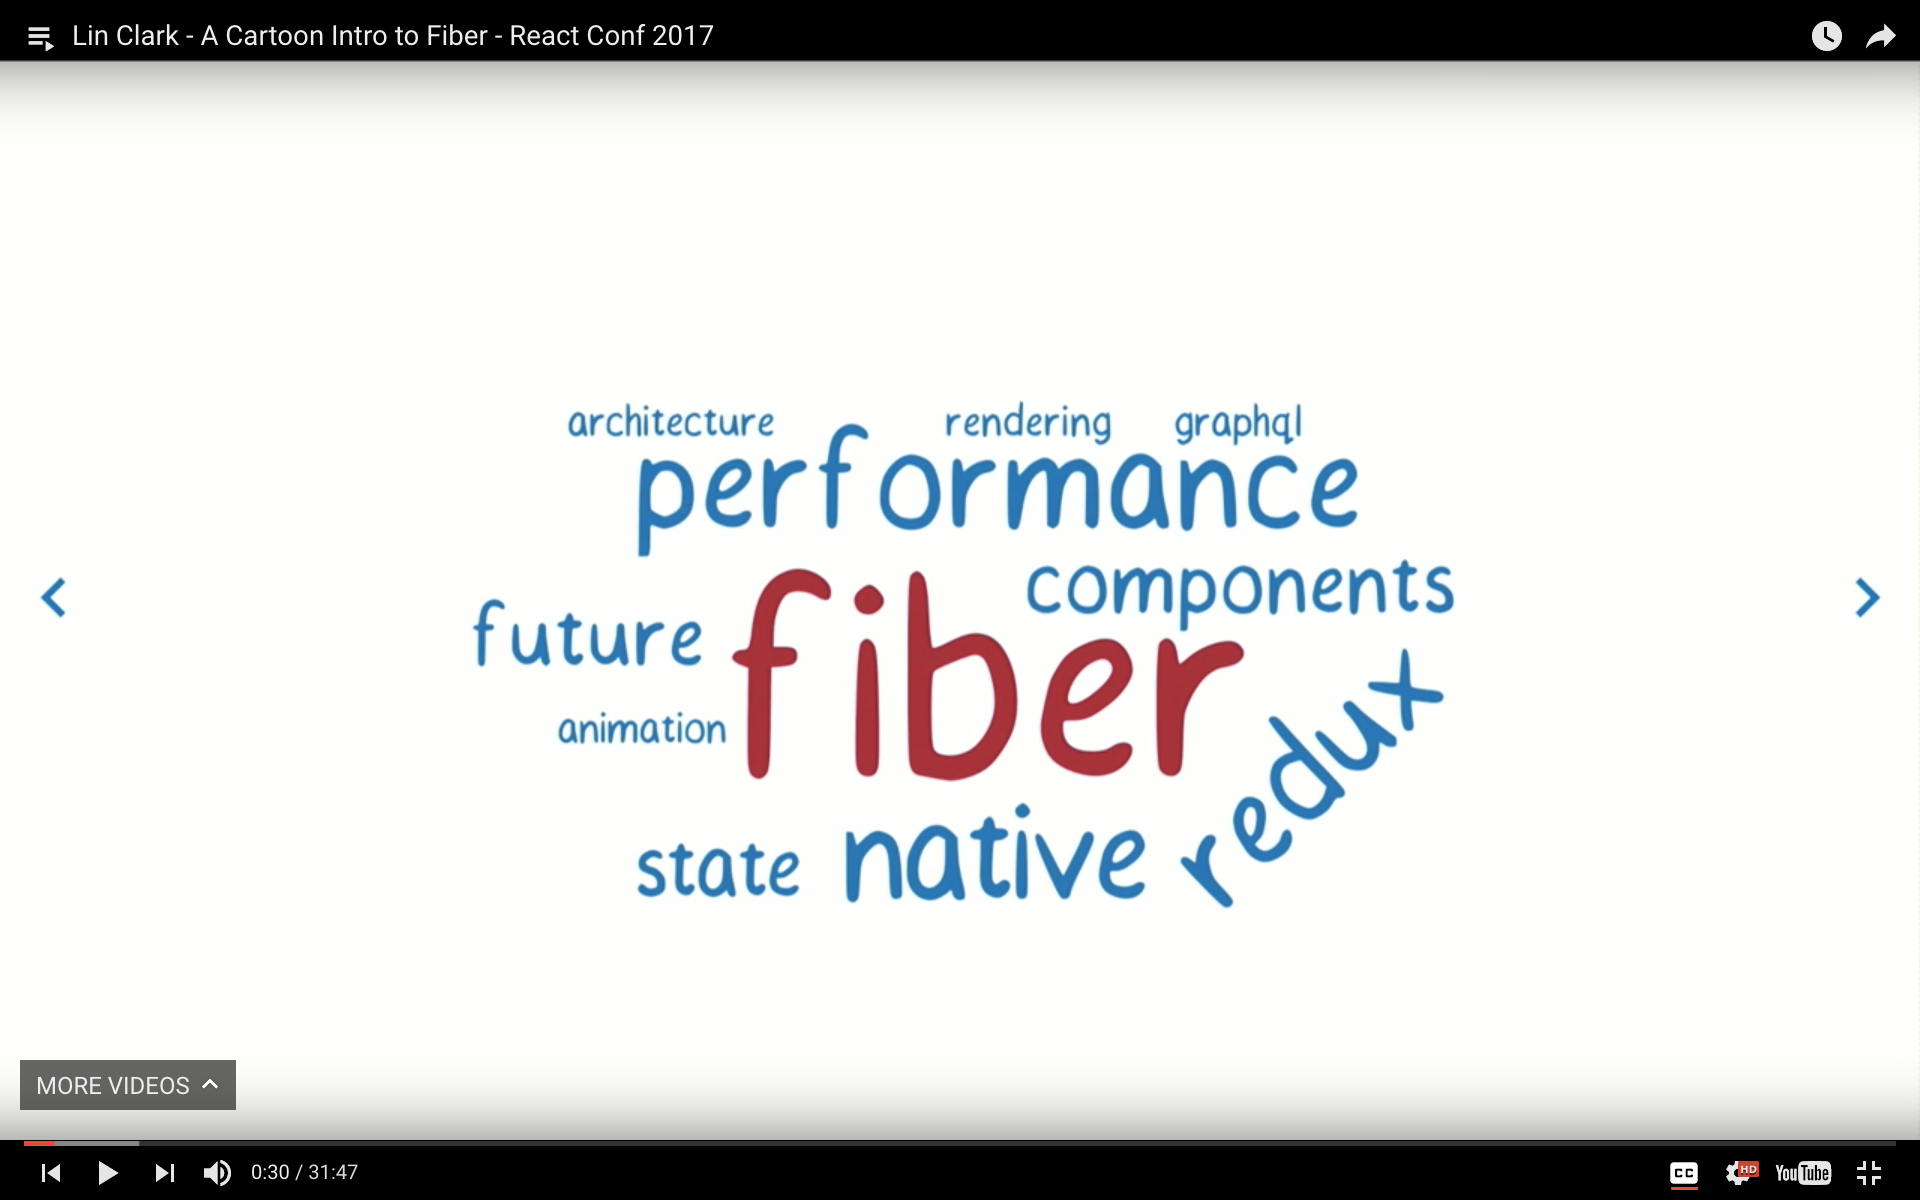 Lin Clark - A Cartoon Intro to Fiber - React Conf 2017
architecture rendering graphql
performance
components
future fiber
animation
redux
state native
MORE VIDEOS
0:30 / 31:47
CC HD YouTube